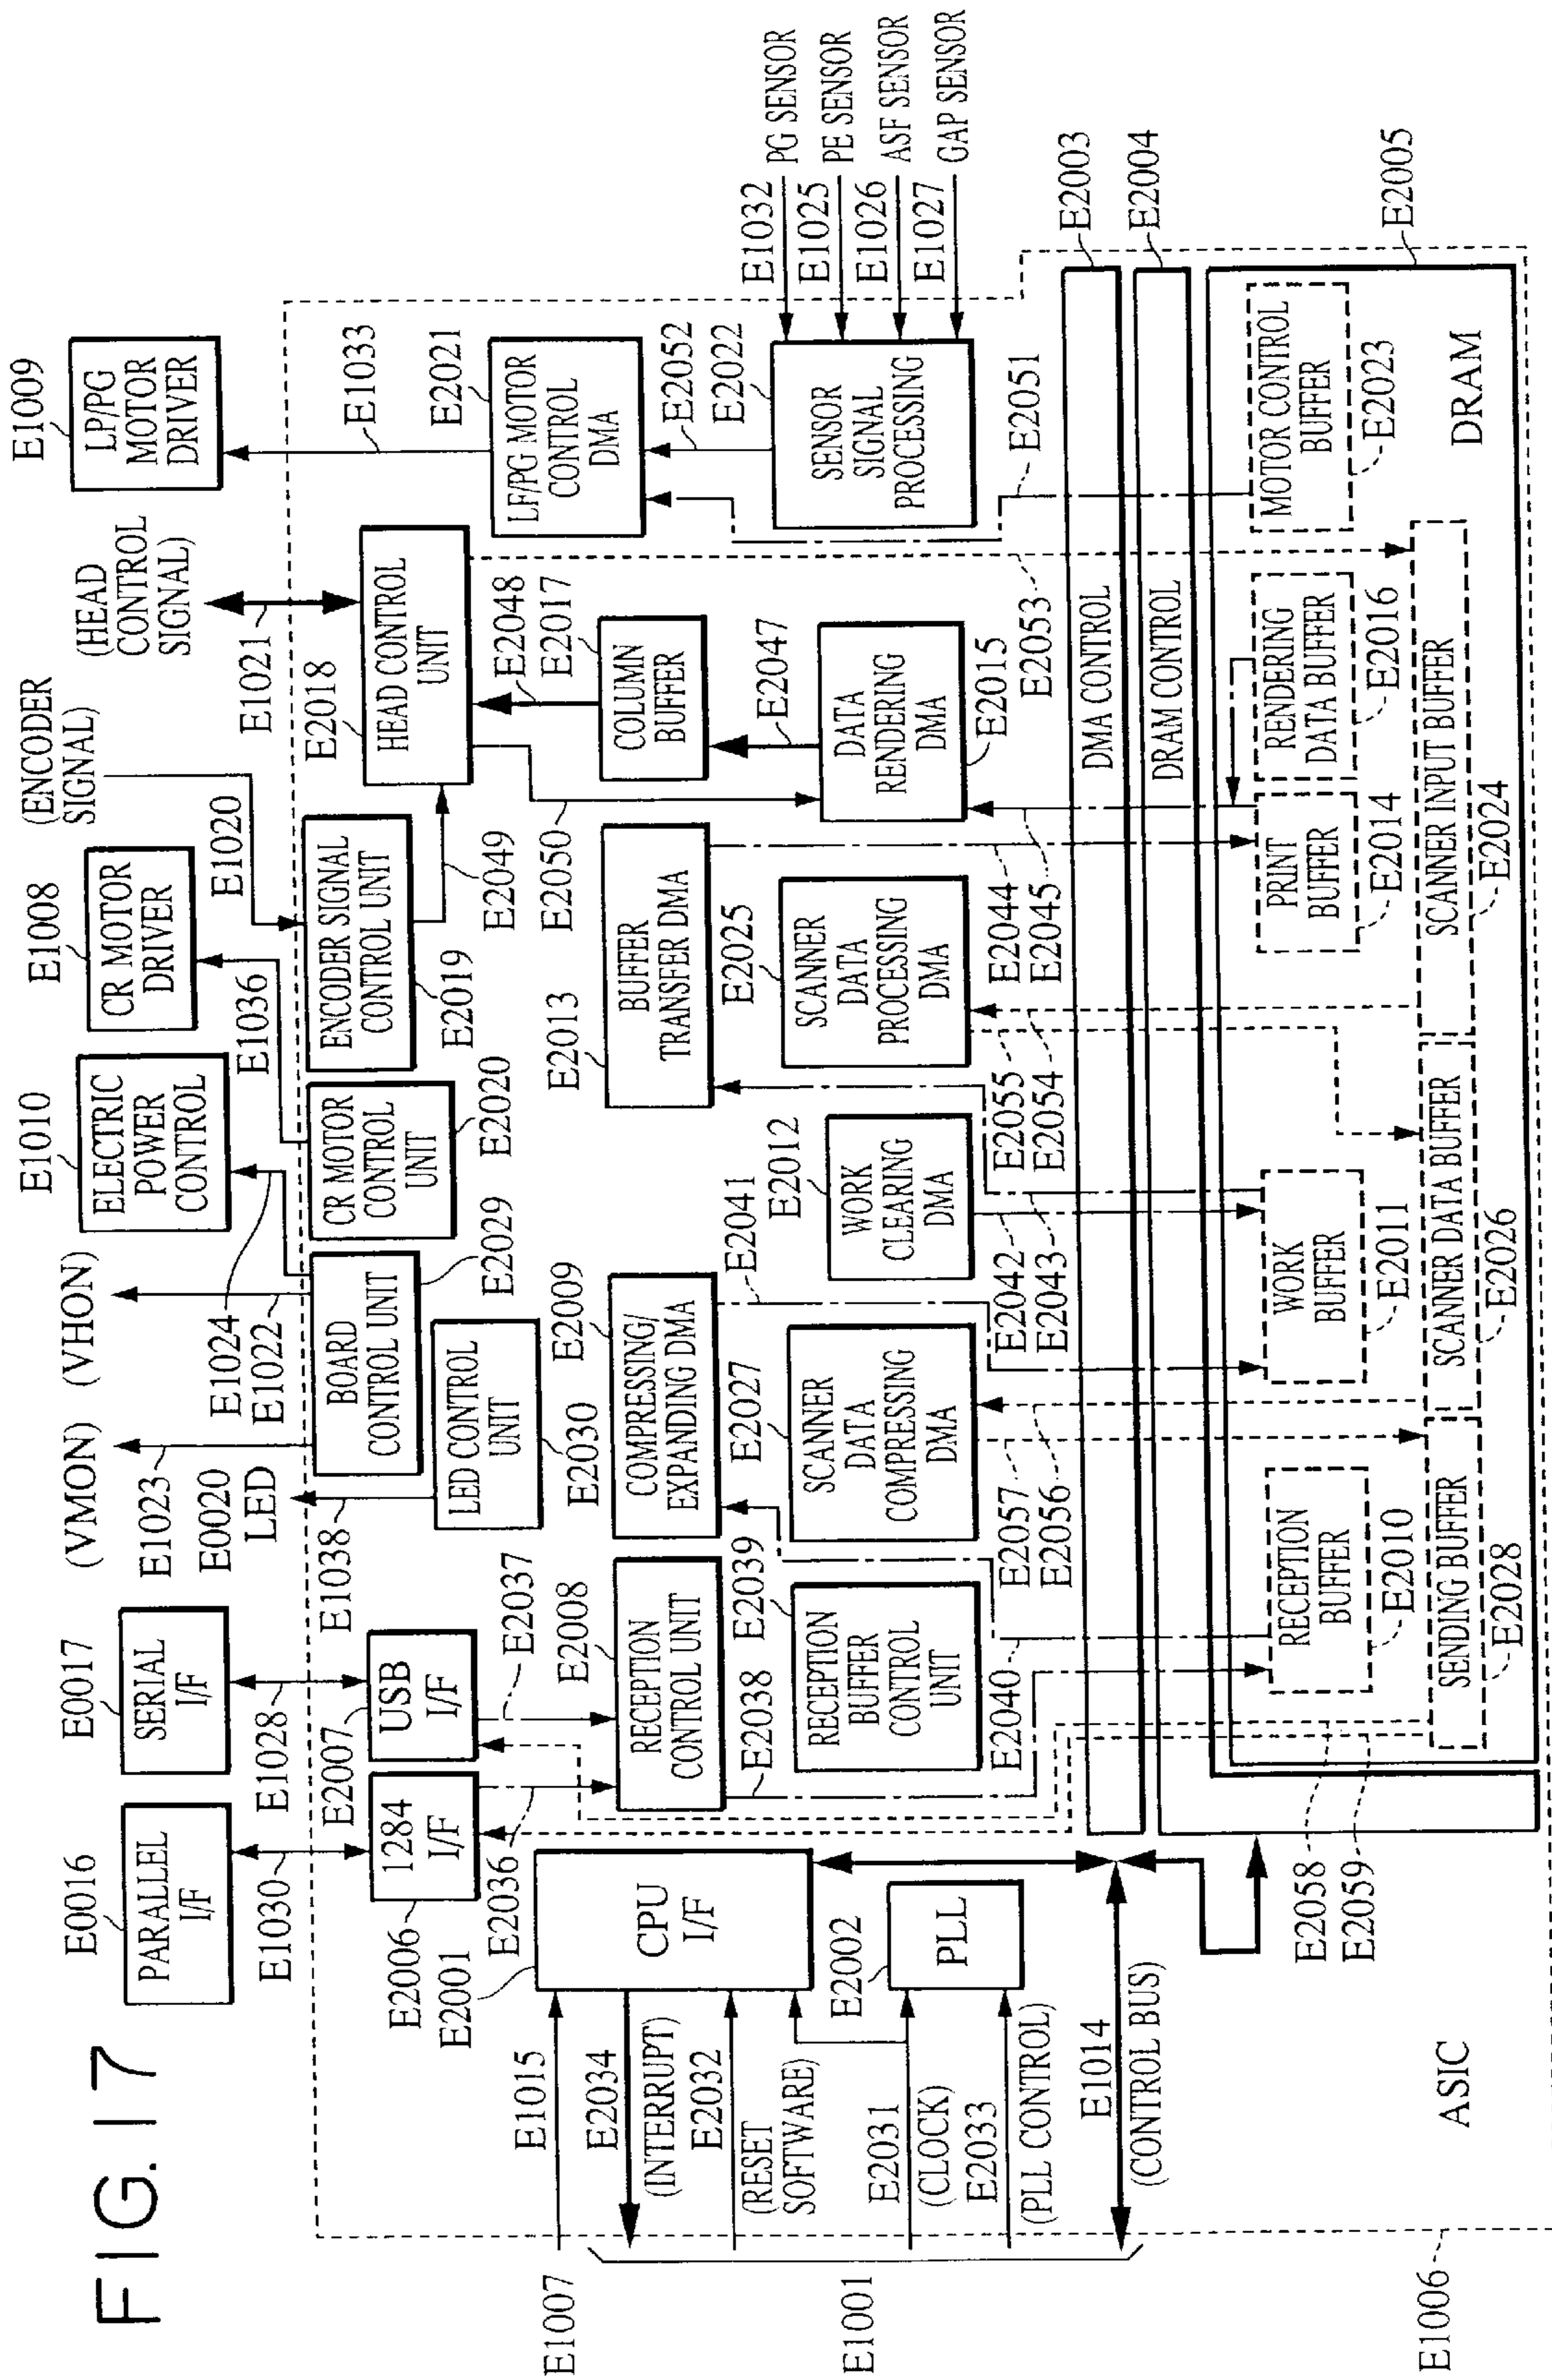 FIG. 17
E0016
PARALLEL
I/F
E1030
E0017
SERIAL
I/F
E1028
(VMON)
E1023
E0020
LED
E1038
(VHON)
E1024
E1022
E1010
ELECTRIC
POWER
CONTROL
E1036
E1008
CR MOTOR
DRIVER
E1020
(ENCODER
SIGNAL)
(HEAD
CONTROL
SIGNAL)
E1021
E1009
LP/PG
MOTOR
DRIVER
E1033
E2007
USB
I/F
E2037
1284
I/F
E2006
E2036
E2001
CPU
I/F
E2002
PLL
E1015
E2034
(INTERRUPT)
E2032
(RESET
SOFTWARE)
E2031
(CLOCK)
E2033
(PLL CONTROL)
E1014
(CONTROL BUS)
E1007
E1001
E1006
ASIC
BOARD
CONTROL UNIT
E2029
LED CONTROL
UNIT
E2030
CR MOTOR
CONTROL
UNIT
E2020
ENCODER SIGNAL
CONTROL UNIT
E2019
E2049
E2018
HEAD CONTROL
UNIT
E2050
E2048
E2017
COLUMN
BUFFER
E2047
DATA
RENDERING
DMA
E2015
E2021
LF/PG MOTOR
CONTROL
DMA
E2052
E2022
SENSOR
SIGNAL
PROCESSING
E1032
PG SENSOR
E1025
PE SENSOR
E1026
ASF SENSOR
E1027
GAP SENSOR
E2008
RECEPTION
CONTROL UNIT
E2038
E2039
RECEPTION
BUFFER
CONTROL
UNIT
E2040
E2009
COMPRESSING/
EXPANDING DMA
E2041
E2027
SCANNER
DATA
COMPRESSING
DMA
E2057
E2056
E2012
WORK
CLEARING
DMA
E2042
E2043
E2013
BUFFER
TRANSFER DMA
E2025
SCANNER
DATA
PROCESSING
DMA
E2055
E2054
E2044
E2045
E2053
E2051
DMA CONTROL
E2003
DRAM CONTROL
E2004
E2005
DRAM
RECEPTION
BUFFER
E2010
WORK
BUFFER
E2011
PRINT
BUFFER
E2014
RENDERING
DATA BUFFER
E2016
MOTOR CONTROL
BUFFER
E2023
SENDING BUFFER
E2028
SCANNER DATA BUFFER
E2026
SCANNER INPUT BUFFER
E2024
E2058
E2059